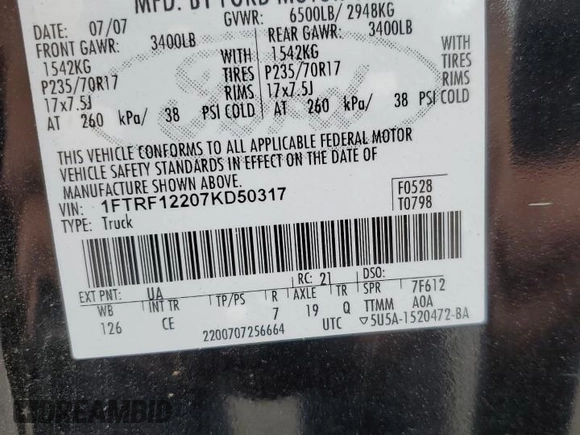 MFD. BY FORD MOTOR
DATE: 07/07 GVWR: 6500LB/ 2948KG
FRONT GAWR: 3400LB REAR GAWR: 3400LB
1542KG 1542KG
P235/70R17 TIRES P235/70R17 TIRES
17x7.5J RIMS 17x7.5J RIMS
AT 260 kPa/ 38 PSI COLD AT 260 kPa/ 38 PSI COLD
THIS VEHICLE CONFORMS TO ALL APPLICABLE FEDERAL MOTOR
VEHICLE SAFETY STANDARDS IN EFFECT ON THE DATE OF
MANUFACTURE SHOWN ABOVE.
VIN: 1FTRF12207KD50317
TYPE: Truck
F0528
T0798
EXT PNT: UA RC: 21 DSO:
WB INT TR TP/PS R AXLE TR SPR 7F612
126 CE 7 19 Q TTMM AOA
2200707256664 UTC ▽5U5A-1520472-BA
Ford
DREAMBID